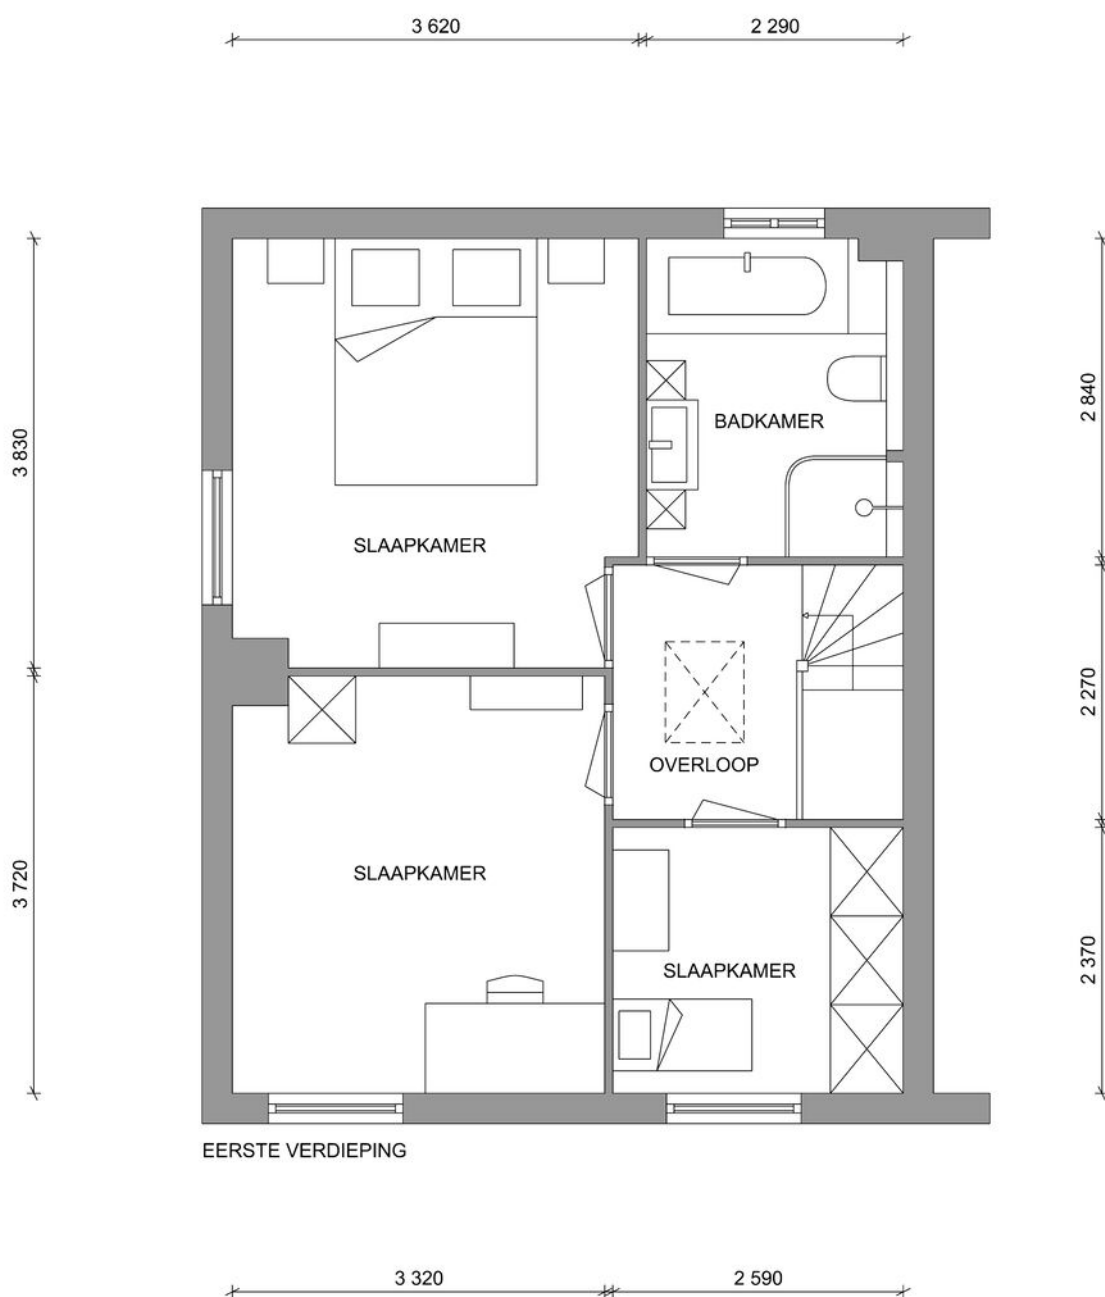 3 620
2 290
3 830
2 840
BADKAMER
SLAAPKAMER
2 270
OVERLOOP
SLAAPKAMER
3 720
SLAAPKAMER
2 370
EERSTE VERDIEPING
3 320
2 590